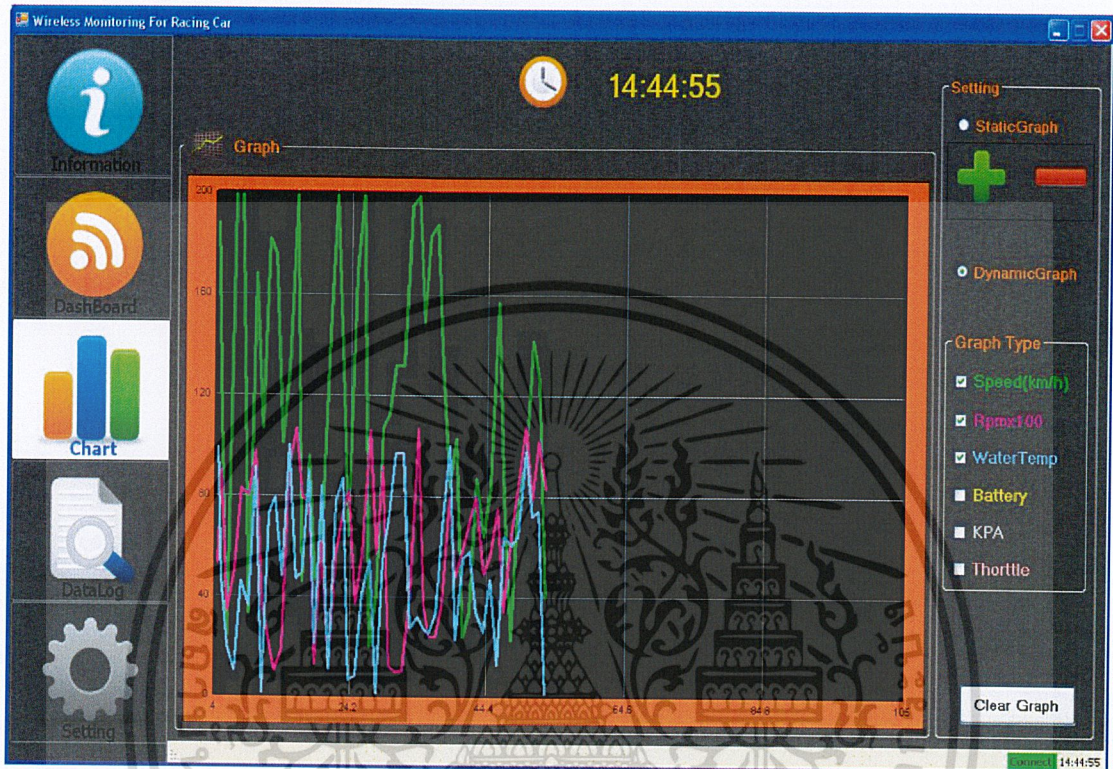 Wireless Monitoring For Racing Car
14:44:55
Information
DashBoard
Chart
DataLog
Setting
Graph
200
160
120
80
40
0
4
24.2
44.4
64.6
84.8
105
Setting
StaticGraph
DynamicGraph
Graph Type
Speed(km/h)
Rpmx100
WaterTemp
Battery
KPA
Thorttle
Clear Graph
Connect 14:44:55